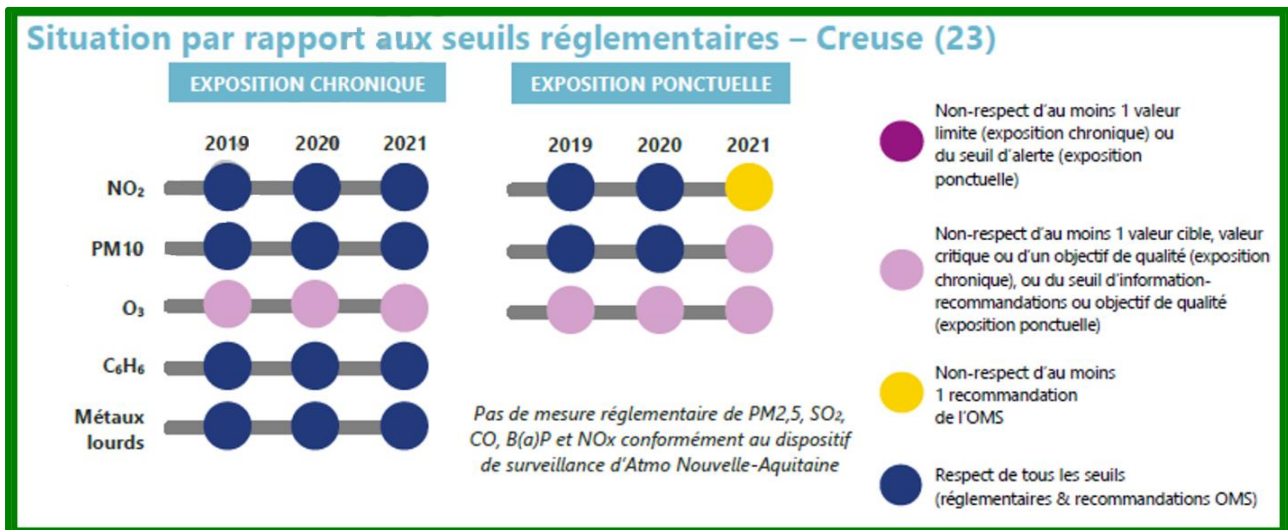 Situation par rapport aux seuils réglementaires – Creuse (23)
EXPOSITION CHRONIQUE
EXPOSITION PONCTUELLE
2019 2020 2021
2019 2020 2021
NO₂
PM10
O₃
C₆H₆
Métaux
lourds
Pas de mesure réglementaire de PM2,5, SO₂,
CO, B(a)P et NOx conformément au dispositif
de surveillance d'Atmo Nouvelle-Aquitaine
Non-respect d'au moins 1 valeur
limite (exposition chronique) ou
du seuil d'alerte (exposition
ponctuelle)
Non-respect d'au moins 1 valeur cible, valeur
critique ou d'un objectif de qualité (exposition
chronique), ou du seuil d'information-
recommandations ou objectif de qualité
(exposition ponctuelle)
Non-respect d'au moins
1 recommandation
de l'OMS
Respect de tous les seuils
(réglementaires & recommandations OMS)